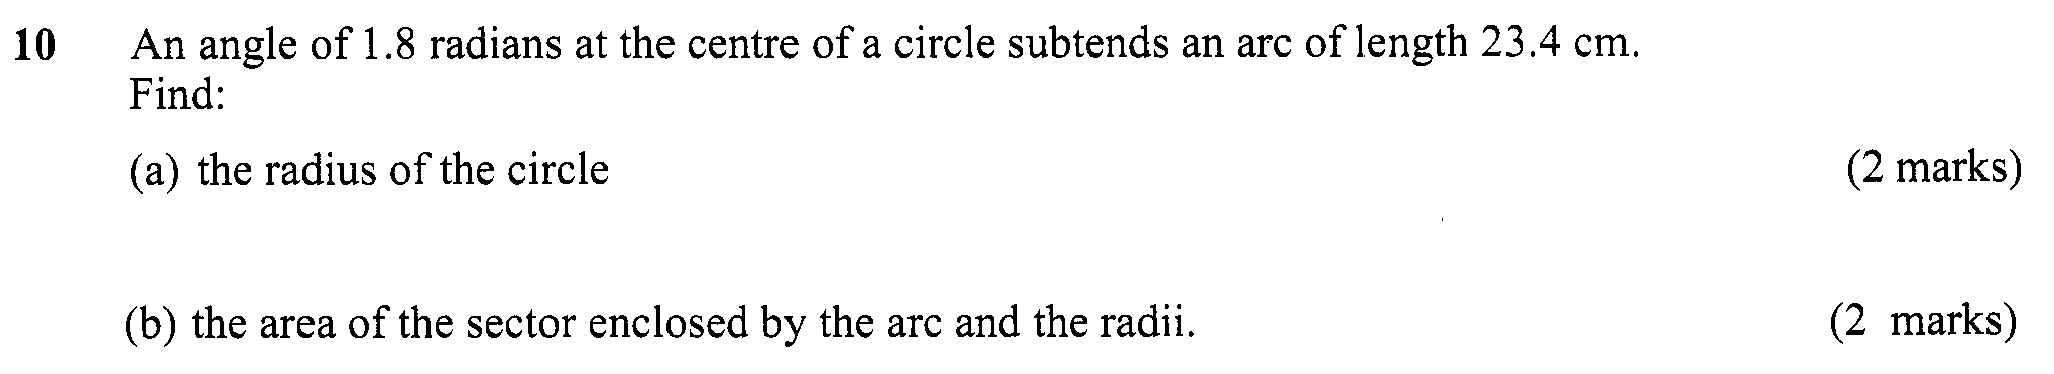 10 An angle of 1.8 radians at the centre of a circle subtends an arc of length 23.4 cm.
Find:
(a) the radius of the circle (2 marks)
(b) the area of the sector enclosed by the arc and the radii. (2 marks)